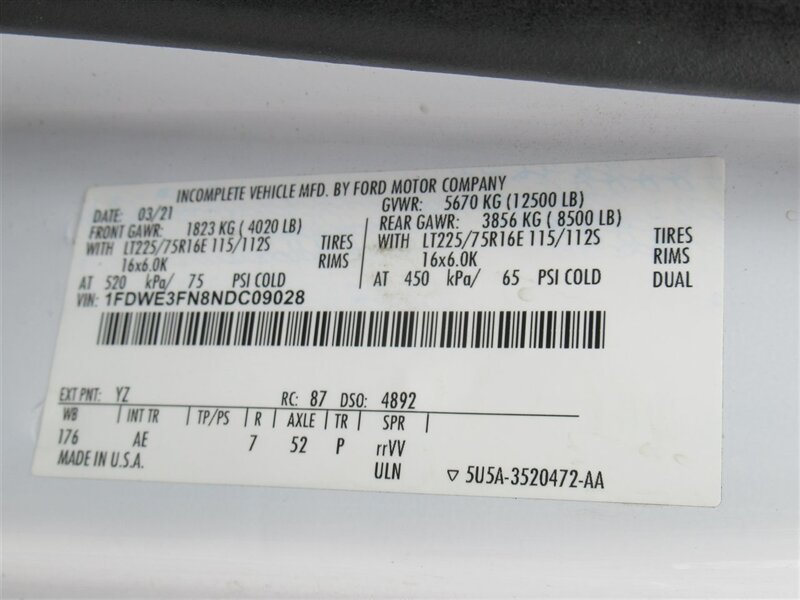 INCOMPLETE VEHICLE MFD. BY FORD MOTOR COMPANY
DATE: 03/21 GVWR: 5670 KG (12500 LB)
FRONT GAWR: 1823 KG ( 4020 LB) REAR GAWR: 3856 KG ( 8500 LB)
WITH LT225/75R16E 115/112S TIRES WITH LT225/75R16E 115/112S TIRES
16x6.0K RIMS 16x6.0K RIMS
AT 520 kPa/ 75 PSI COLD AT 450 kPa/ 65 PSI COLD DUAL
VIN: 1FDWE3FN8NDC09028
EXT PNT: YZ RC: 87 DSO: 4892
WB | INT TR | TP/PS | R | AXLE | TR | SPR |
176 AE 7 52 P rrVV
MADE IN U.S.A. ULN ▽ 5U5A-3520472-AA